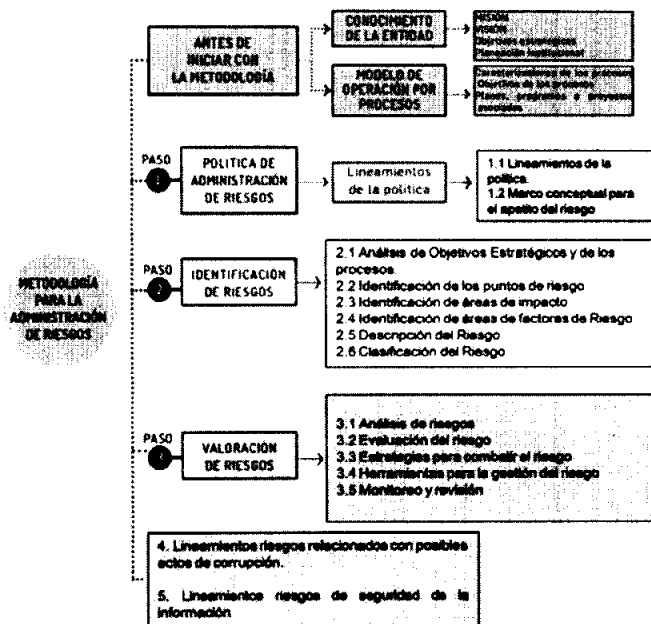 METODOLOGÍA
PARA LA
ADMINISTRACIÓN
DE RIESGOS
ANTES DE
INICIAR CON
LA METODOLOGÍA
CONOCIMIENTO
DE LA ENTIDAD
MISION
VISION
Objetivos estratégicos
Planeación institucional
MODELO DE
OPERACIÓN POR
PROCESOS
Caracterizaciones de los procesos
Objetivos de los procesos
Planes, programas o proyectos
asociados
PASO
1
POLITICA DE
ADMINISTRACIÓN
DE RIESGOS
Lineamientos
de la política
1.1 Lineamientos de la
política.
1.2 Marco conceptual para
el apetito del riesgo
PASO
2
IDENTIFICACIÓN
DE RIESGOS
2.1 Análisis de Objetivos Estratégicos y de los
procesos.
2.2 Identificación de los puntos de riesgo
2.3 Identificación de áreas de impacto
2.4 Identificación de áreas de factores de Riesgo
2.5 Descripción del Riesgo
2.6 Clasificación del Riesgo
PASO
3
VALORACIÓN
DE RIESGOS
3.1 Análisis de riesgos
3.2 Evaluación del riesgo
3.3 Estrategias para combatir el riesgo
3.4 Herramientas para la gestión del riesgo
3.5 Monitoreo y revisión
4. Lineamientos riesgos relacionados con posibles
actos de corrupción.
5. Lineamientos riesgos de seguridad de la
información